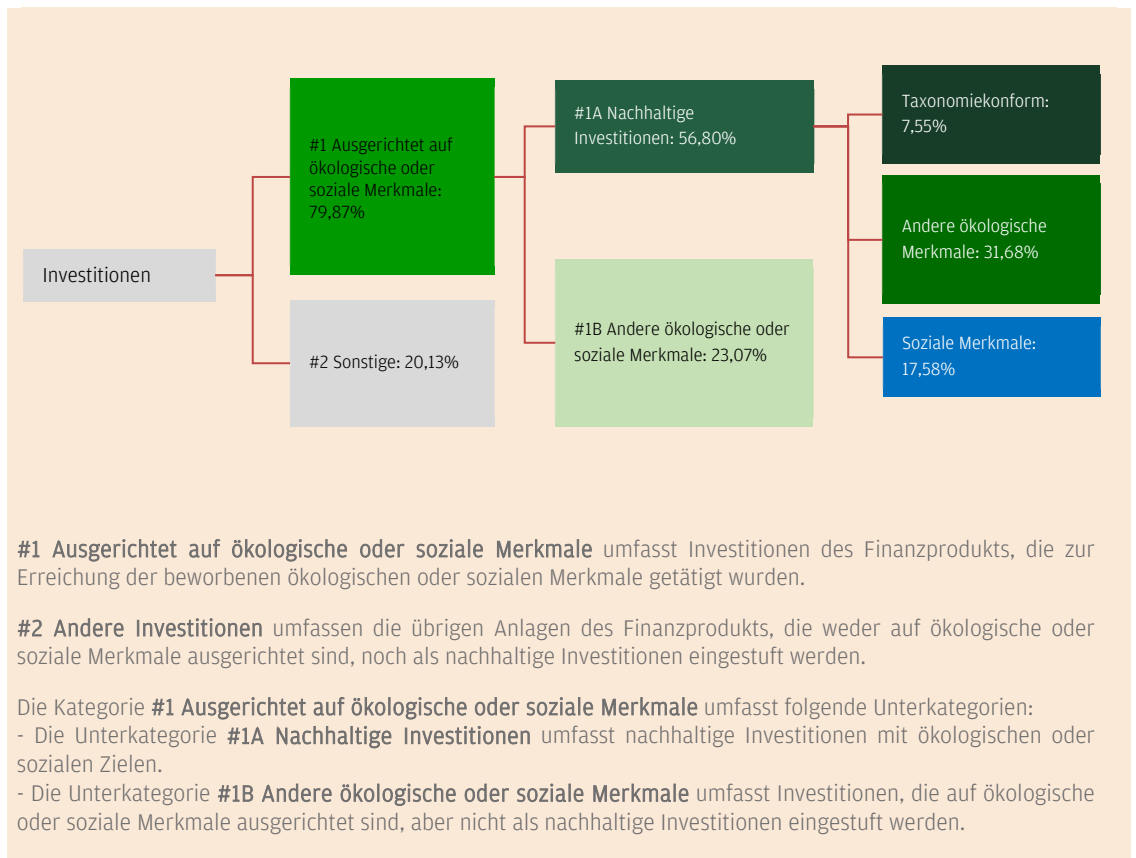 Investitionen
#1 Ausgerichtet auf
ökologische oder
soziale Merkmale:
79,87%
#2 Sonstige: 20,13%
#1A Nachhaltige
Investitionen: 56,80%
#1B Andere ökologische oder
soziale Merkmale: 23,07%
Taxonomiekonform:
7,55%
Andere ökologische
Merkmale: 31,68%
Soziale Merkmale:
17,58%
#1 Ausgerichtet auf ökologische oder soziale Merkmale umfasst Investitionen des Finanzprodukts, die zur
Erreichung der beworbenen ökologischen oder sozialen Merkmale getätigt wurden.
#2 Andere Investitionen umfassen die übrigen Anlagen des Finanzprodukts, die weder auf ökologische oder
soziale Merkmale ausgerichtet sind, noch als nachhaltige Investitionen eingestuft werden.
Die Kategorie #1 Ausgerichtet auf ökologische oder soziale Merkmale umfasst folgende Unterkategorien:
- Die Unterkategorie #1A Nachhaltige Investitionen umfasst nachhaltige Investitionen mit ökologischen oder
sozialen Zielen.
- Die Unterkategorie #1B Andere ökologische oder soziale Merkmale umfasst Investitionen, die auf ökologische
oder soziale Merkmale ausgerichtet sind, aber nicht als nachhaltige Investitionen eingestuft werden.